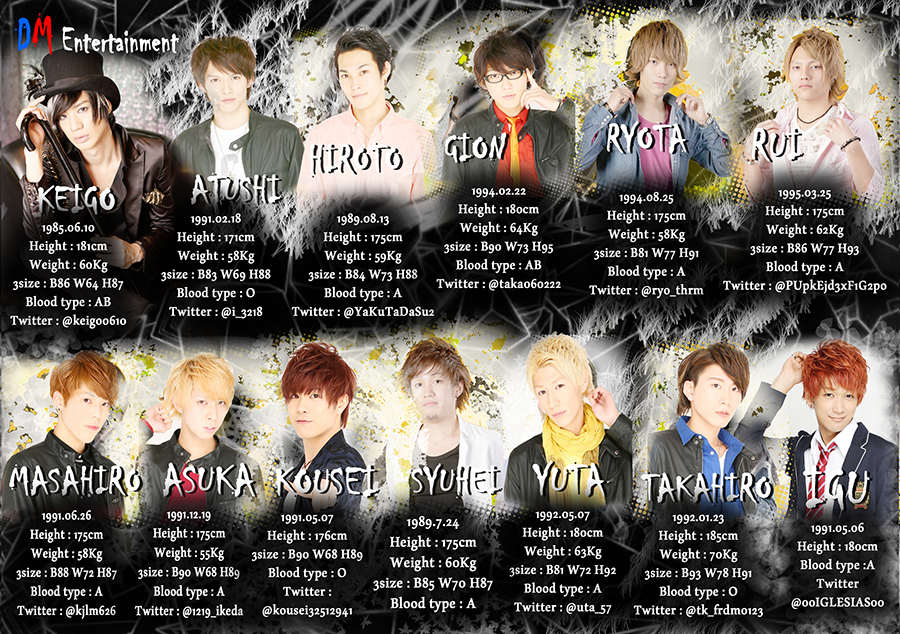 DM Entertainment
KEIGO
1985.06.10
Height : 181cm
Weight : 60Kg
3size : B86 W64 H87
Blood type : AB
Twitter : @keigo0610
ATUSHI
1991.02.18
Height : 171cm
Weight : 58Kg
3size : B83 W69 H88
Blood type : O
Twitter : @i_3218
HIROTO
1989.08.13
Height : 175cm
Weight : 59Kg
3size : B84 W73 H88
Blood type : A
Twitter : @YaKuTaDaSu2
GION
1994.02.22
Height : 180cm
Weight : 64Kg
3size : B90 W73 H95
Blood type : AB
Twitter : @taka060222
RYOTA
1994.08.25
Height : 175cm
Weight : 58Kg
3size : B81 W77 H91
Blood type : A
Twitter : @ryo_thrm
RUI
1995.03.25
Height : 175cm
Weight : 62Kg
3size : B86 W77 H93
Blood type : A
Twitter : @PUpkEjd3xF1G2po
MASAHIRO
1991.06.26
Height : 175cm
Weight : 58Kg
3size : B88 W72 H87
Blood type : A
Twitter : @kjlm626
ASUKA
1991.12.19
Height : 175cm
Weight : 55Kg
3size : B90 W68 H89
Blood type : A
Twitter : @1219_ikeda
KOUSEI
1991.05.07
Height : 176cm
3size : B90 W68 H89
Blood type : O
Twitter :
@kousei32512941
SYUHEI
1989.7.24
Height : 175cm
Weight : 60Kg
3size : B85 W70 H87
Blood type : A
YUTA
1992.05.07
Height : 180cm
Weight : 63Kg
3size : B81 W72 H92
Blood type : A
Twitter : @uta_57
TAKAHIRO
1992.01.23
Height : 185cm
Weight : 70Kg
3size : B93 W78 H91
Blood type : O
Twitter : @tk_frdm0123
IGU
1991.05.06
Height : 180cm
Blood type :A
Twitter
@00IGLESIAS00